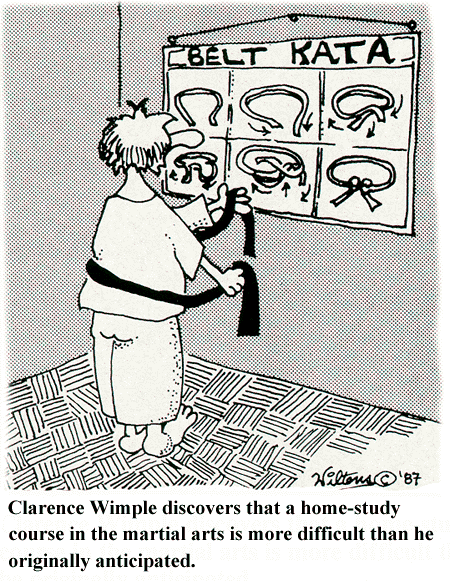 BELT KATA
Wiltens © '87
Clarence Wimple discovers that a home-study
course in the martial arts is more difficult than he
originally anticipated.